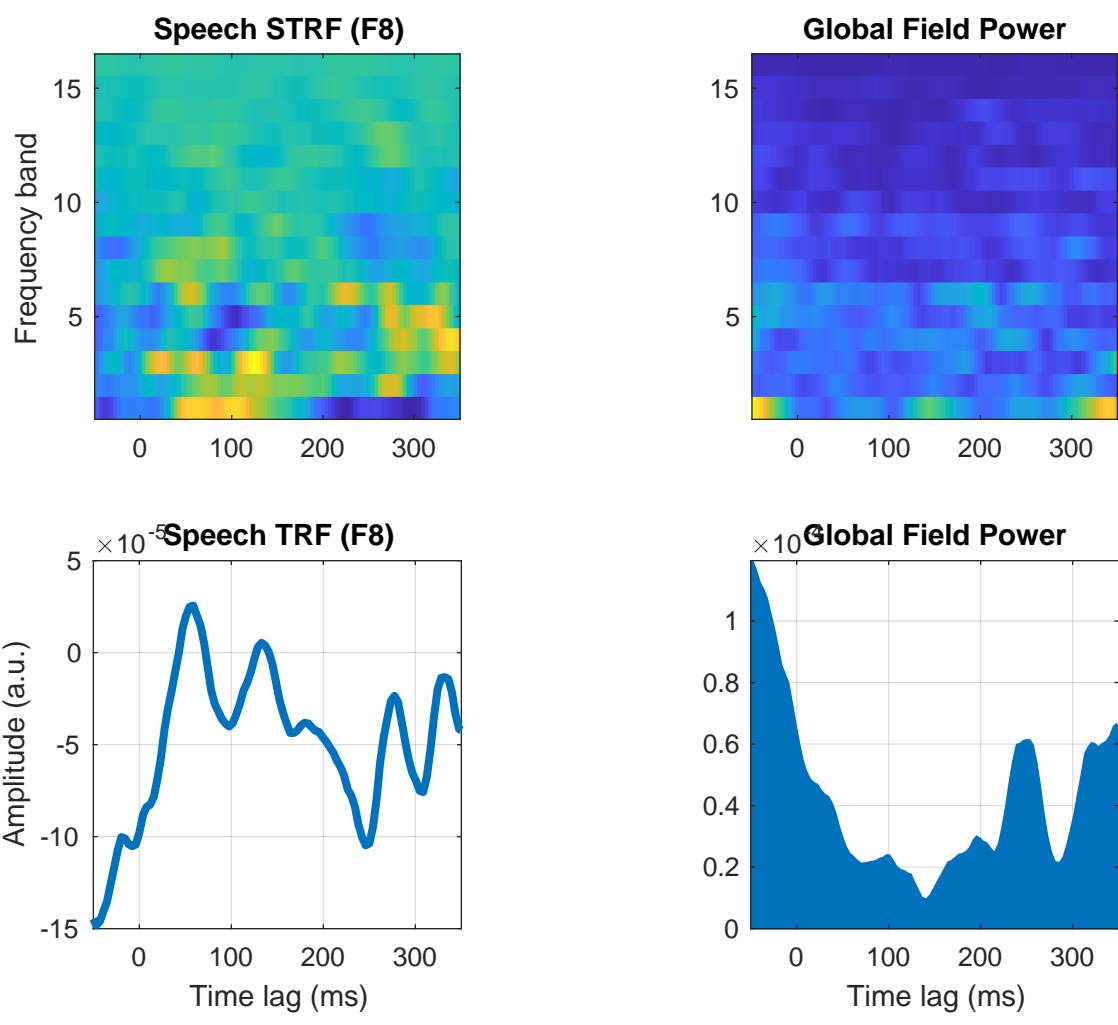 Speech STRF (F8)
Global Field Power
Frequency band
15
10
5
0 100 200 300
15
10
5
0 100 200 300
×10-5
Speech TRF (F8)
×10-4
Global Field Power
Amplitude (a.u.)
5
0
-5
-10
-15
0 100 200 300
Time lag (ms)
1
0.8
0.6
0.4
0.2
0
0 100 200 300
Time lag (ms)